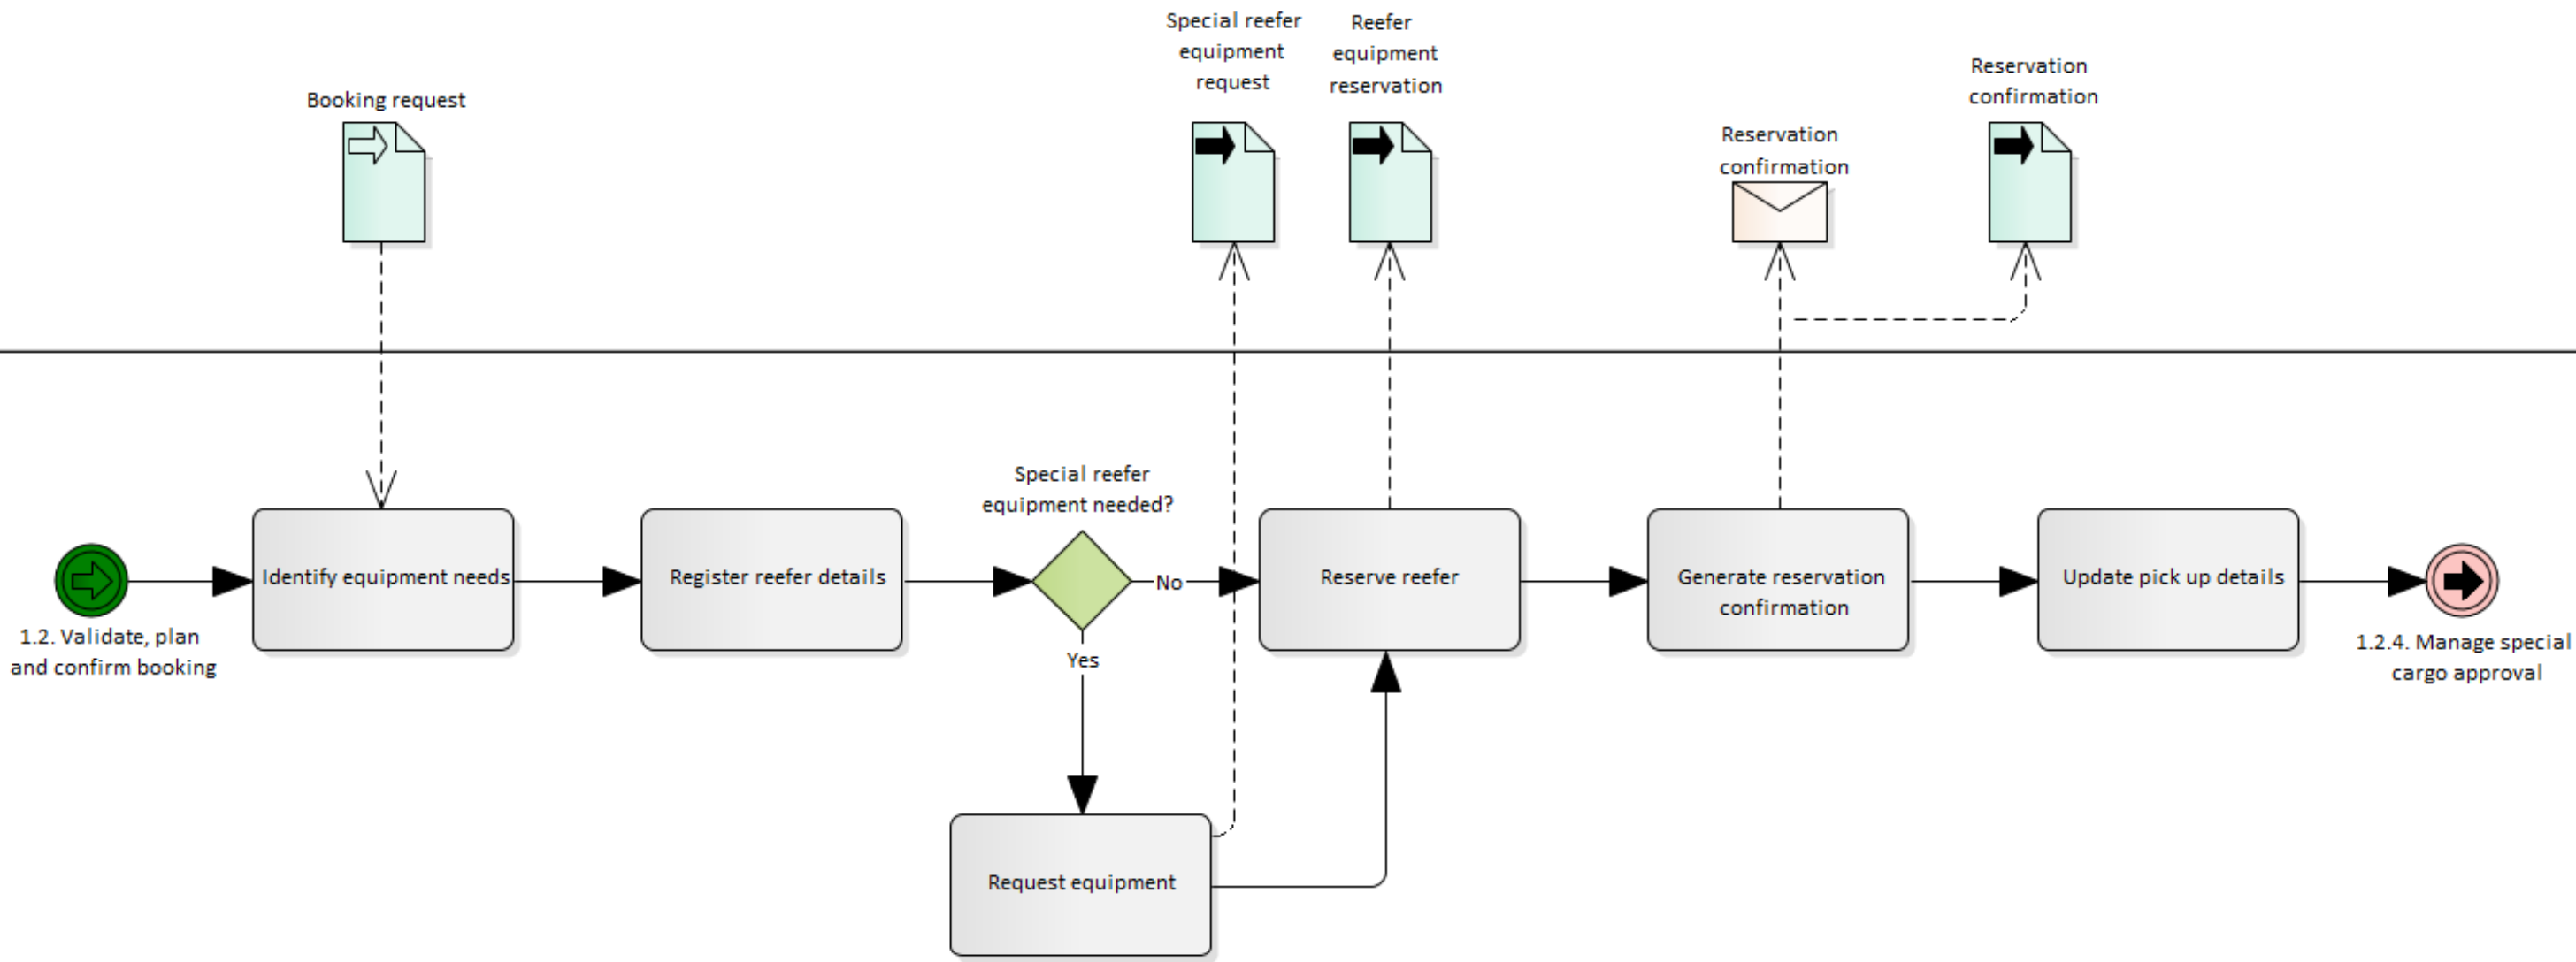 Special reefer
equipment
request
Reefer
equipment
reservation
Reservation
confirmation
Booking request
Reservation
confirmation
Special reefer
equipment needed?
Identify equipment needs
Register reefer details
No
Reserve reefer
Generate reservation
confirmation
Update pick up details
1.2. Validate, plan
and confirm booking
Yes
1.2.4. Manage special
cargo approval
Request equipment